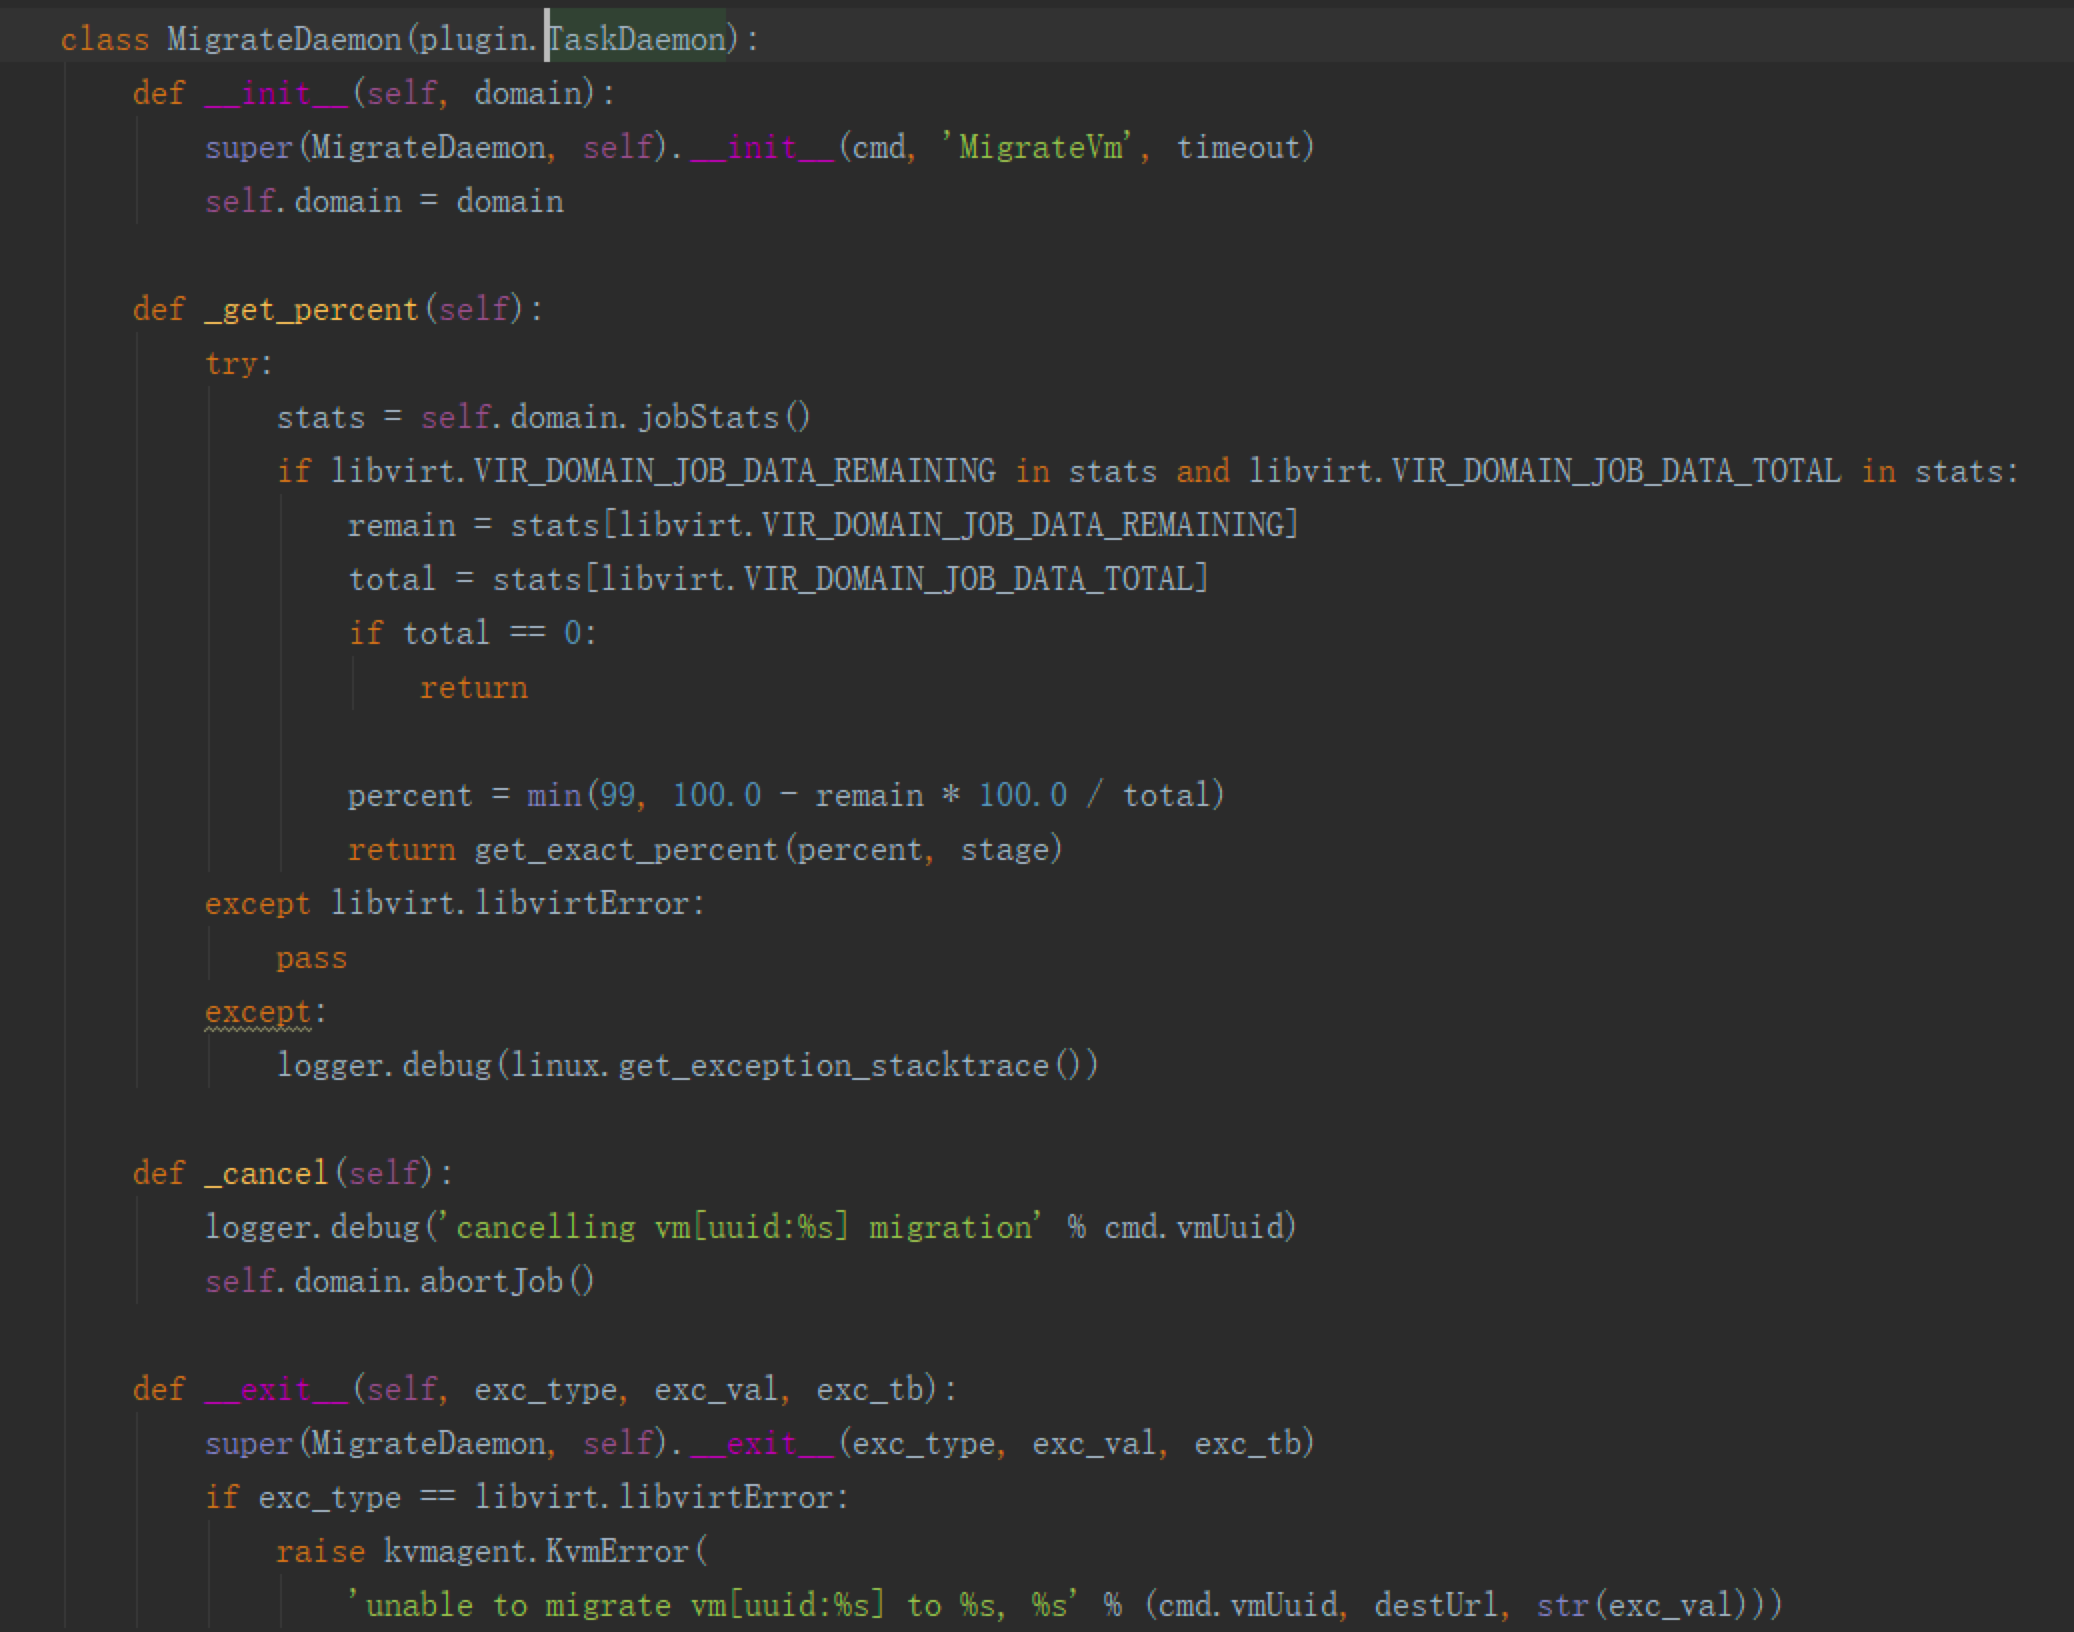 class MigrateDaemon(plugin.TaskDaemon):
    def __init__(self, domain):
        super(MigrateDaemon, self).__init__(cmd, 'MigrateVm', timeout)
        self.domain = domain

    def _get_percent(self):
        try:
            stats = self.domain.jobStats()
            if libvirt.VIR_DOMAIN_JOB_DATA_REMAINING in stats and libvirt.VIR_DOMAIN_JOB_DATA_TOTAL in stats:
                remain = stats[libvirt.VIR_DOMAIN_JOB_DATA_REMAINING]
                total = stats[libvirt.VIR_DOMAIN_JOB_DATA_TOTAL]
                if total == 0:
                    return

                percent = min(99, 100.0 - remain * 100.0 / total)
                return get_exact_percent(percent, stage)
        except libvirt.libvirtError:
            pass
        except:
            logger.debug(linux.get_exception_stacktrace())

    def _cancel(self):
        logger.debug('cancelling vm[uuid:%s] migration' % cmd.vmUuid)
        self.domain.abortJob()

    def __exit__(self, exc_type, exc_val, exc_tb):
        super(MigrateDaemon, self).__exit__(exc_type, exc_val, exc_tb)
        if exc_type == libvirt.libvirtError:
            raise kvmagent.KvmError(
                'unable to migrate vm[uuid:%s] to %s, %s' % (cmd.vmUuid, destUrl, str(exc_val)))